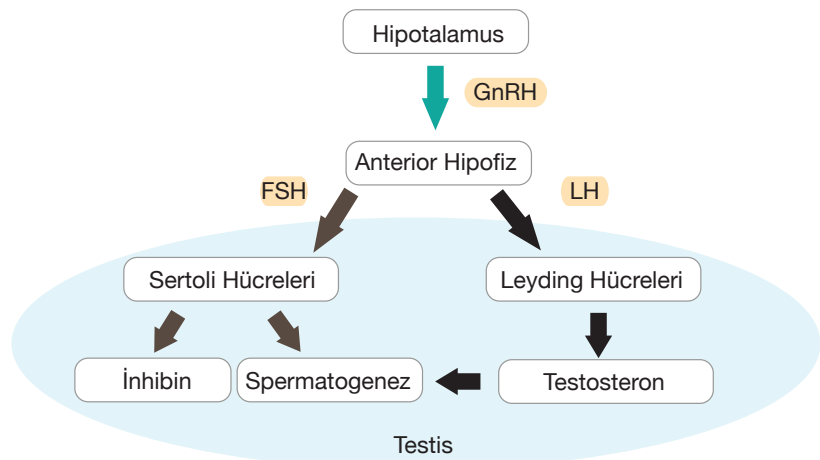 Hipotalamus
GnRH
Anterior Hipofiz
FSH
LH
Sertoli Hücreleri
Leyding Hücreleri
İnhibin
Spermatogenez
Testosteron
Testis